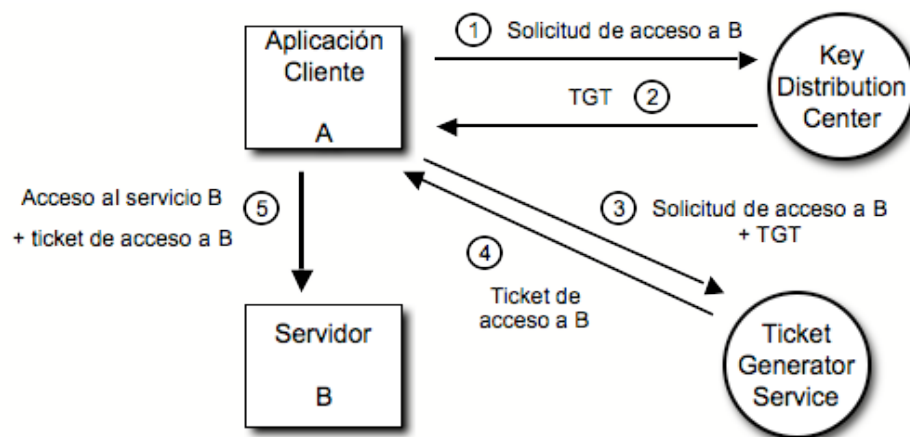 Aplicación
Cliente
A
1 Solicitud de acceso a B
TGT 2
Key
Distribution
Center
Acceso al servicio B
+ ticket de acceso a B
5
3 Solicitud de acceso a B
+ TGT
4
Ticket de
acceso a B
Servidor
B
Ticket
Generator
Service